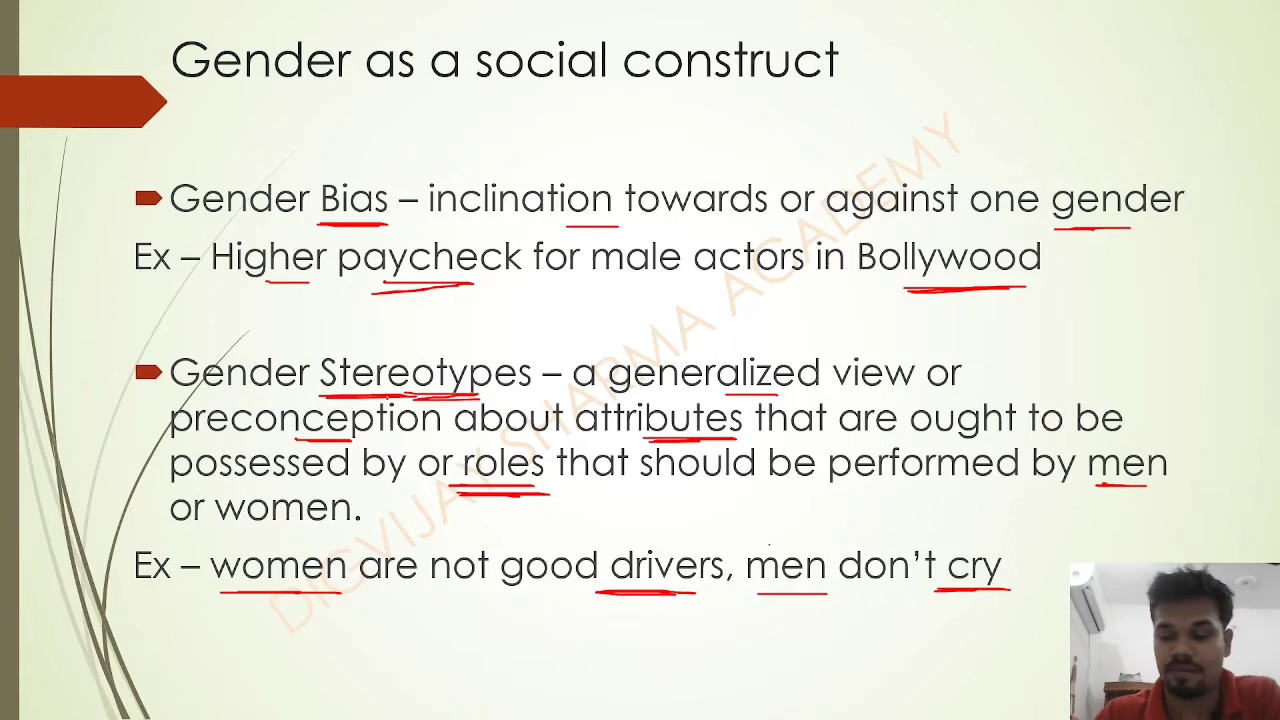 Gender as a social construct
Gender Bias – inclination towards or against one gender
Ex – Higher paycheck for male actors in Bollywood
Gender Stereotypes – a generalized view or
preconception about attributes that are ought to be
possessed by or roles that should be performed by men
or women.
Ex – women are not good drivers, men don’t cry
DIGVIJAY SHARMA ACADEMY